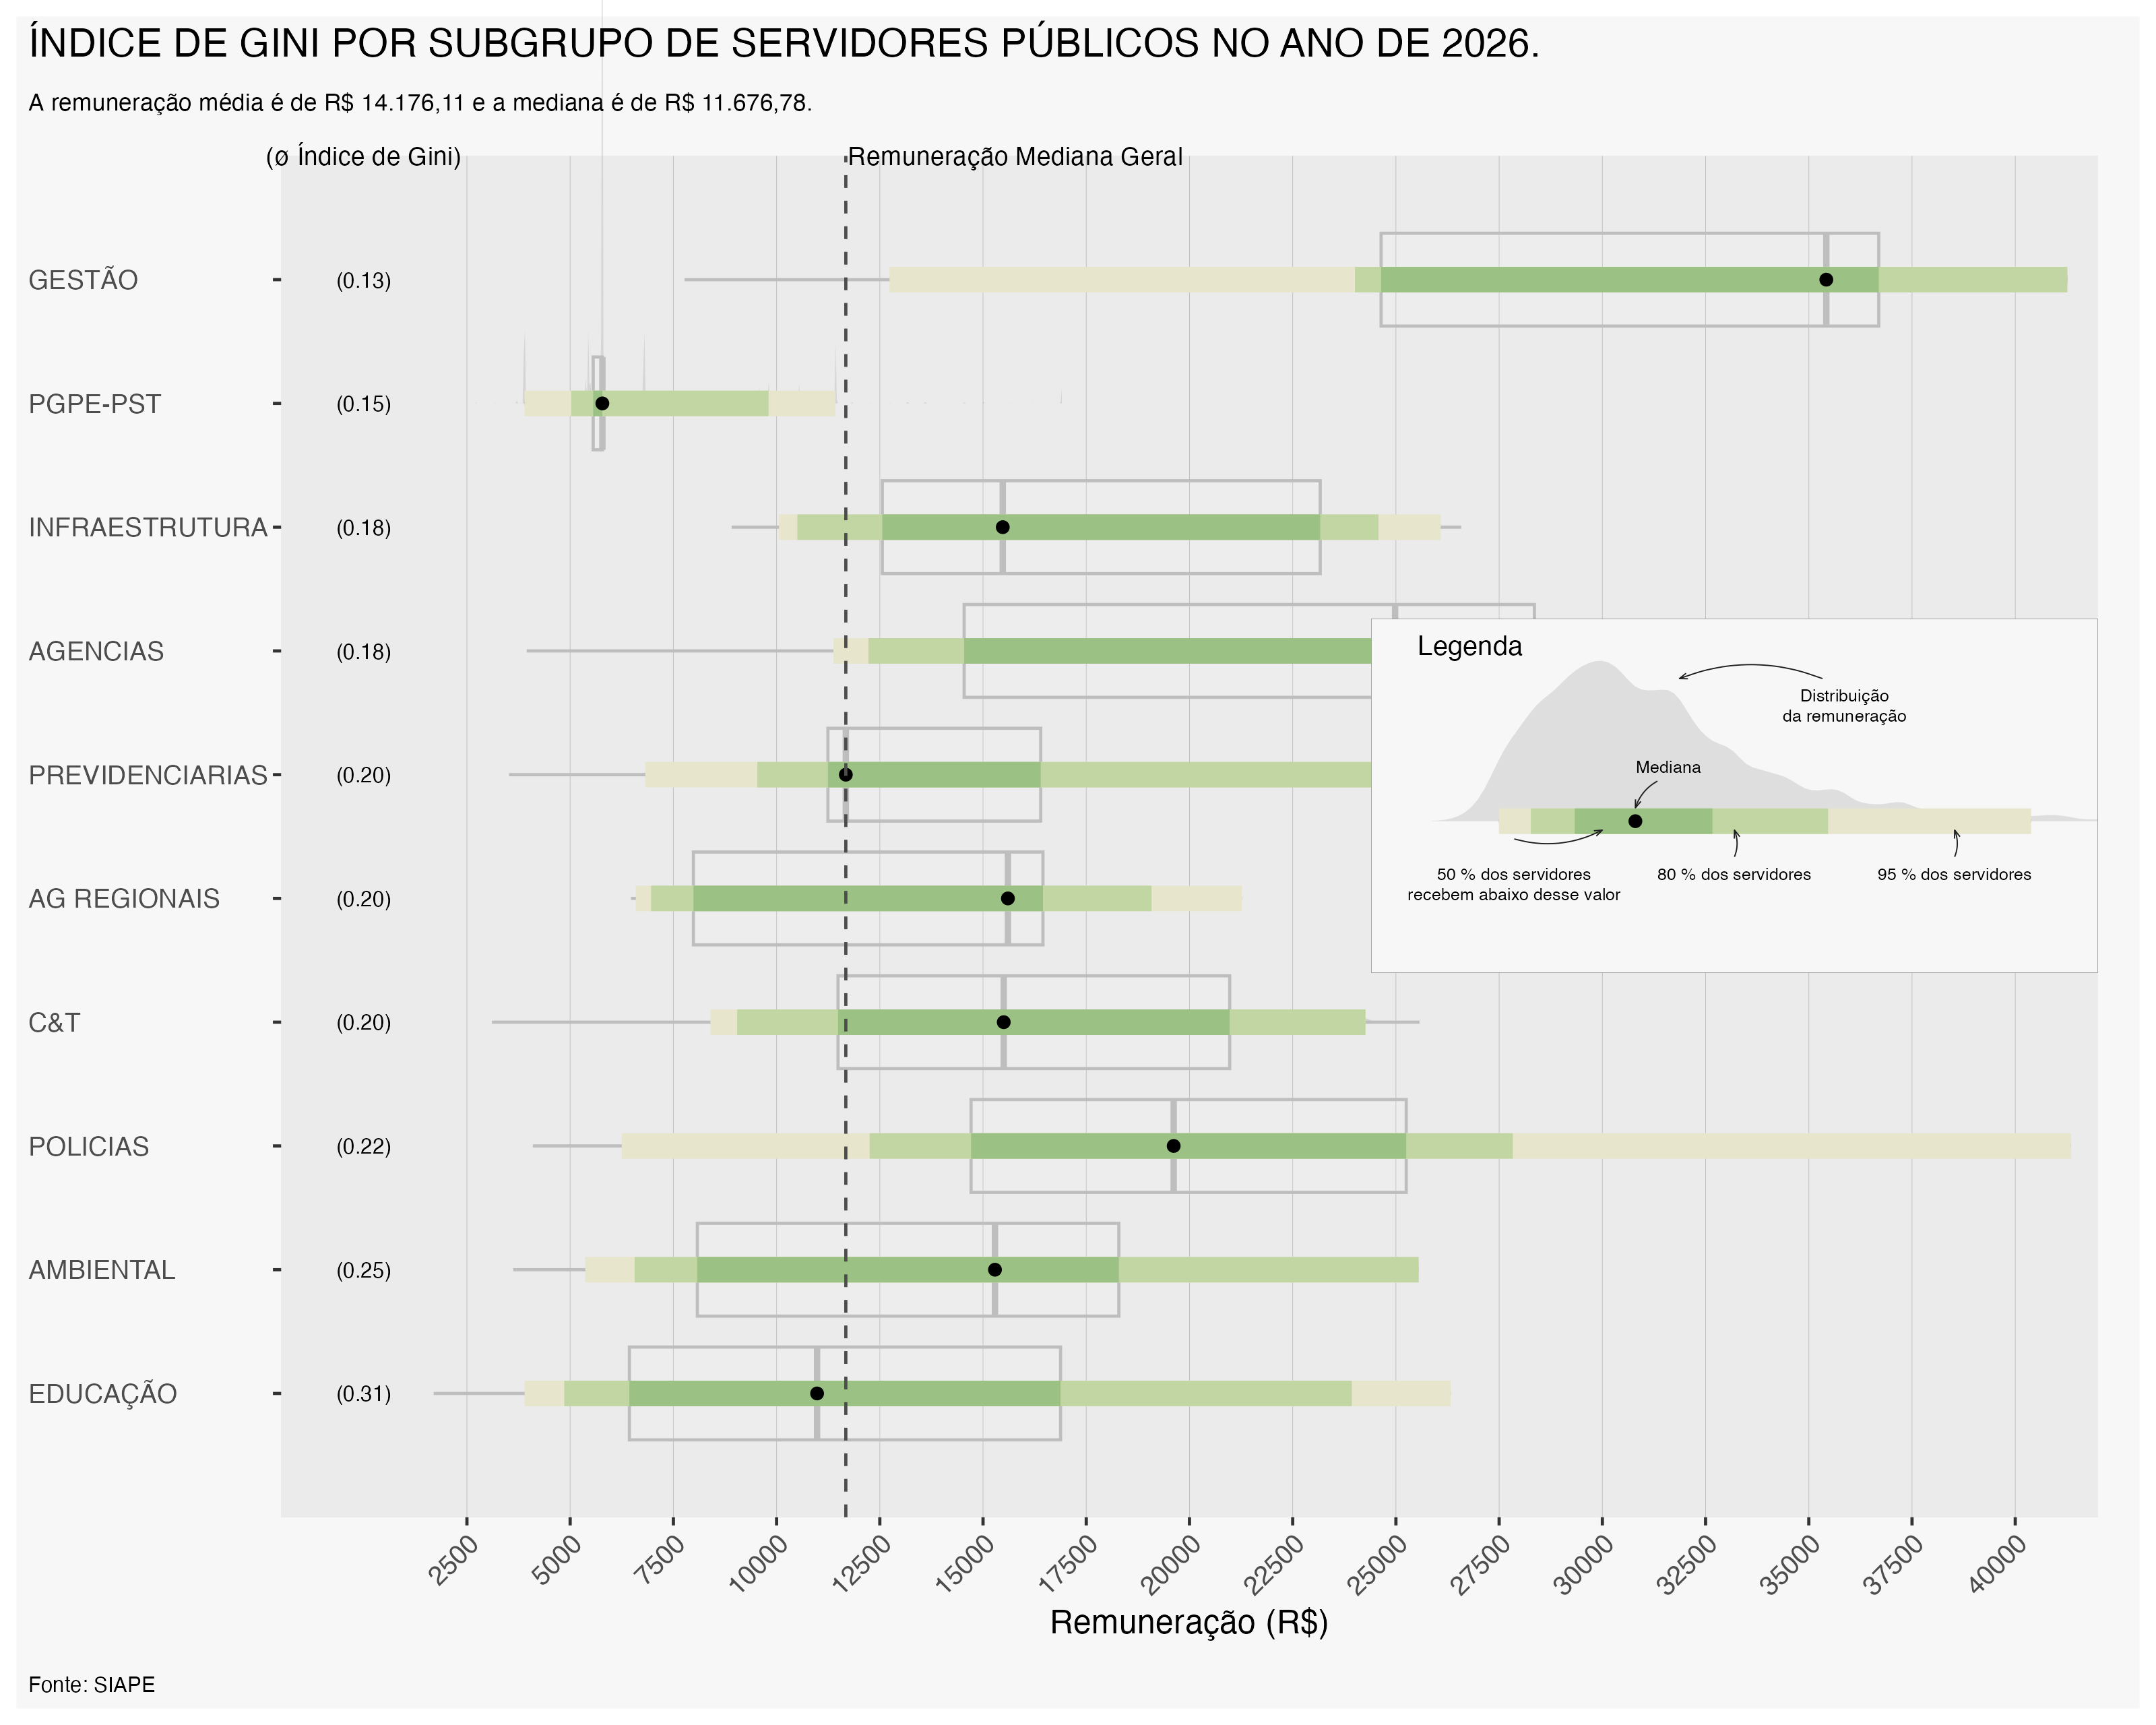 ÍNDICE DE GINI POR SUBGRUPO DE SERVIDORES PÚBLICOS NO ANO DE 2026.
A remuneração média é de R$ 14.176,11 e a mediana é de R$ 11.676,78.
(ø Índice de Gini)
Remuneração Mediana Geral
GESTÃO (0.13)
PGPE-PST (0.15)
INFRAESTRUTURA (0.18)
AGENCIAS (0.18)
PREVIDENCIARIAS (0.20)
AG REGIONAIS (0.20)
C&T (0.20)
POLICIAS (0.22)
AMBIENTAL (0.25)
EDUCAÇÃO (0.31)
Legenda
Distribuição
da remuneração
Mediana
50 % dos servidores
recebem abaixo desse valor
80 % dos servidores
95 % dos servidores
2500 5000 7500 10000 12500 15000 17500 20000 22500 25000 27500 30000 32500 35000 37500 40000
Remuneração (R$)
Fonte: SIAPE